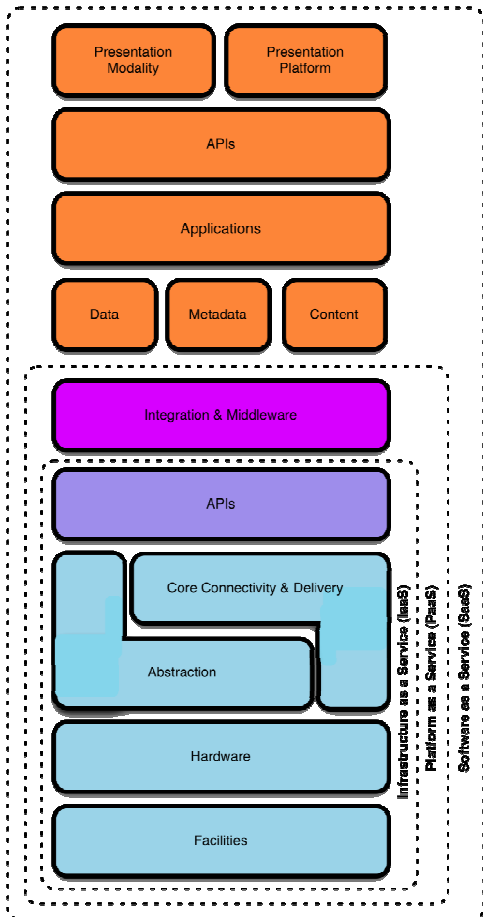 Presentation
Modality
Presentation
Platform
APIs
Applications
Data
Metadata
Content
Integration & Middleware
APIs
Core Connectivity & Delivery
Abstraction
Hardware
Facilities
Infrastructure as a Service (IaaS)
Platform as a Service (PaaS)
Software as a Service (SaaS)